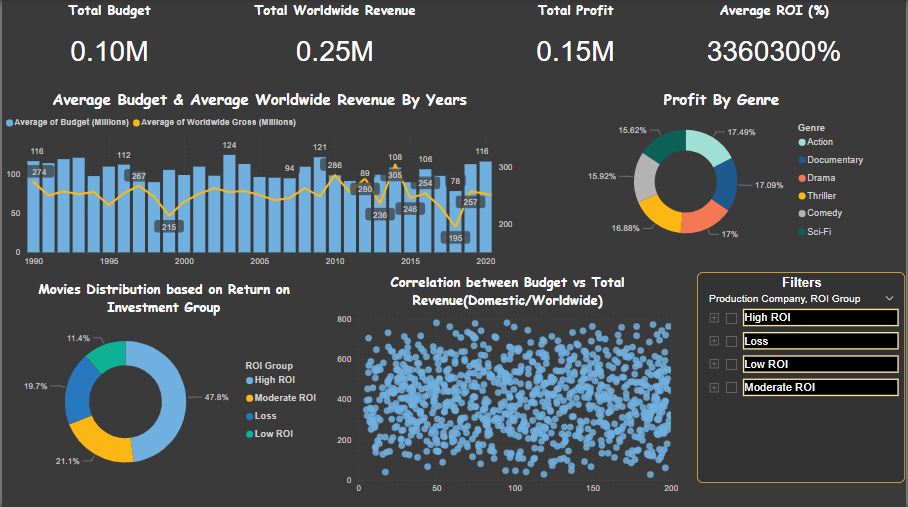 Total Budget
Total Worldwide Revenue
Total Profit
Average ROI (%)
0.10M
0.25M
0.15M
3360300%
Average Budget & Average Worldwide Revenue By Years
Average of Budget (Millions) Average of Worldwide Gross (Millions)
116
112
124
94
121
89
108
106
78
116
274
267
215
286
280
236
305
246
254
195
257
100
50
0
300
200
1990
1995
2000
2005
2010
2015
2020
Profit By Genre
15.62%
17.49%
15.92%
17.09%
16.88%
17%
Genre
Action
Documentary
Drama
Thriller
Comedy
Sci-Fi
Movies Distribution based on Return on
Investment Group
11.4%
19.7%
47.8%
21.1%
ROI Group
High ROI
Moderate ROI
Loss
Low ROI
Correlation between Budget vs Total
Revenue(Domestic/Worldwide)
800
600
400
200
0
0
50
100
150
200
Filters
Production Company, ROI Group
High ROI
Loss
Low ROI
Moderate ROI